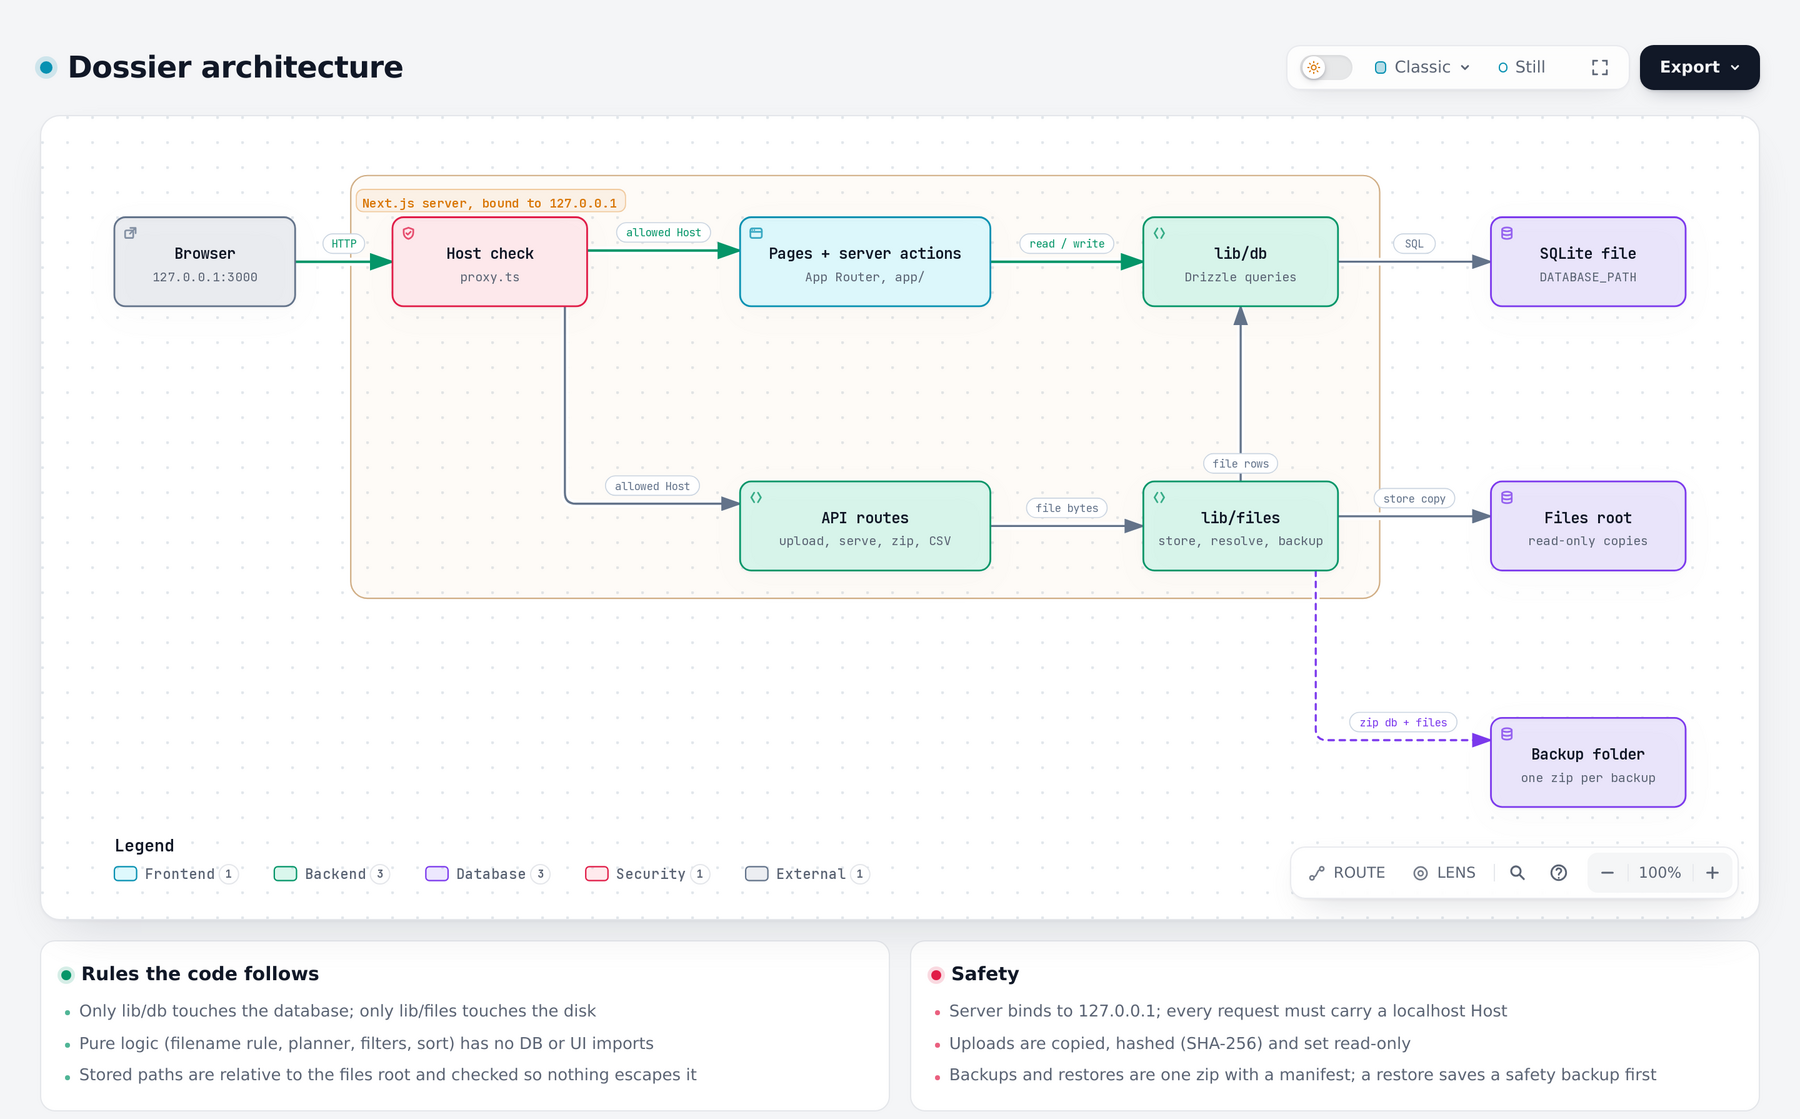 Dossier architecture
Classic
Still
Export
Next.js server, bound to 127.0.0.1
Browser
127.0.0.1:3000
HTTP
Host check
proxy.ts
allowed Host
Pages + server actions
App Router, app/
read / write
lib/db
Drizzle queries
SQL
SQLite file
DATABASE_PATH
file rows
allowed Host
API routes
upload, serve, zip, CSV
file bytes
lib/files
store, resolve, backup
store copy
Files root
read-only copies
zip db + files
Backup folder
one zip per backup
Legend
Frontend 1
Backend 3
Database 3
Security 1
External 1
ROUTE
LENS
100%
Rules the code follows
Only lib/db touches the database; only lib/files touches the disk
Pure logic (filename rule, planner, filters, sort) has no DB or UI imports
Stored paths are relative to the files root and checked so nothing escapes it
Safety
Server binds to 127.0.0.1; every request must carry a localhost Host
Uploads are copied, hashed (SHA-256) and set read-only
Backups and restores are one zip with a manifest; a restore saves a safety backup first